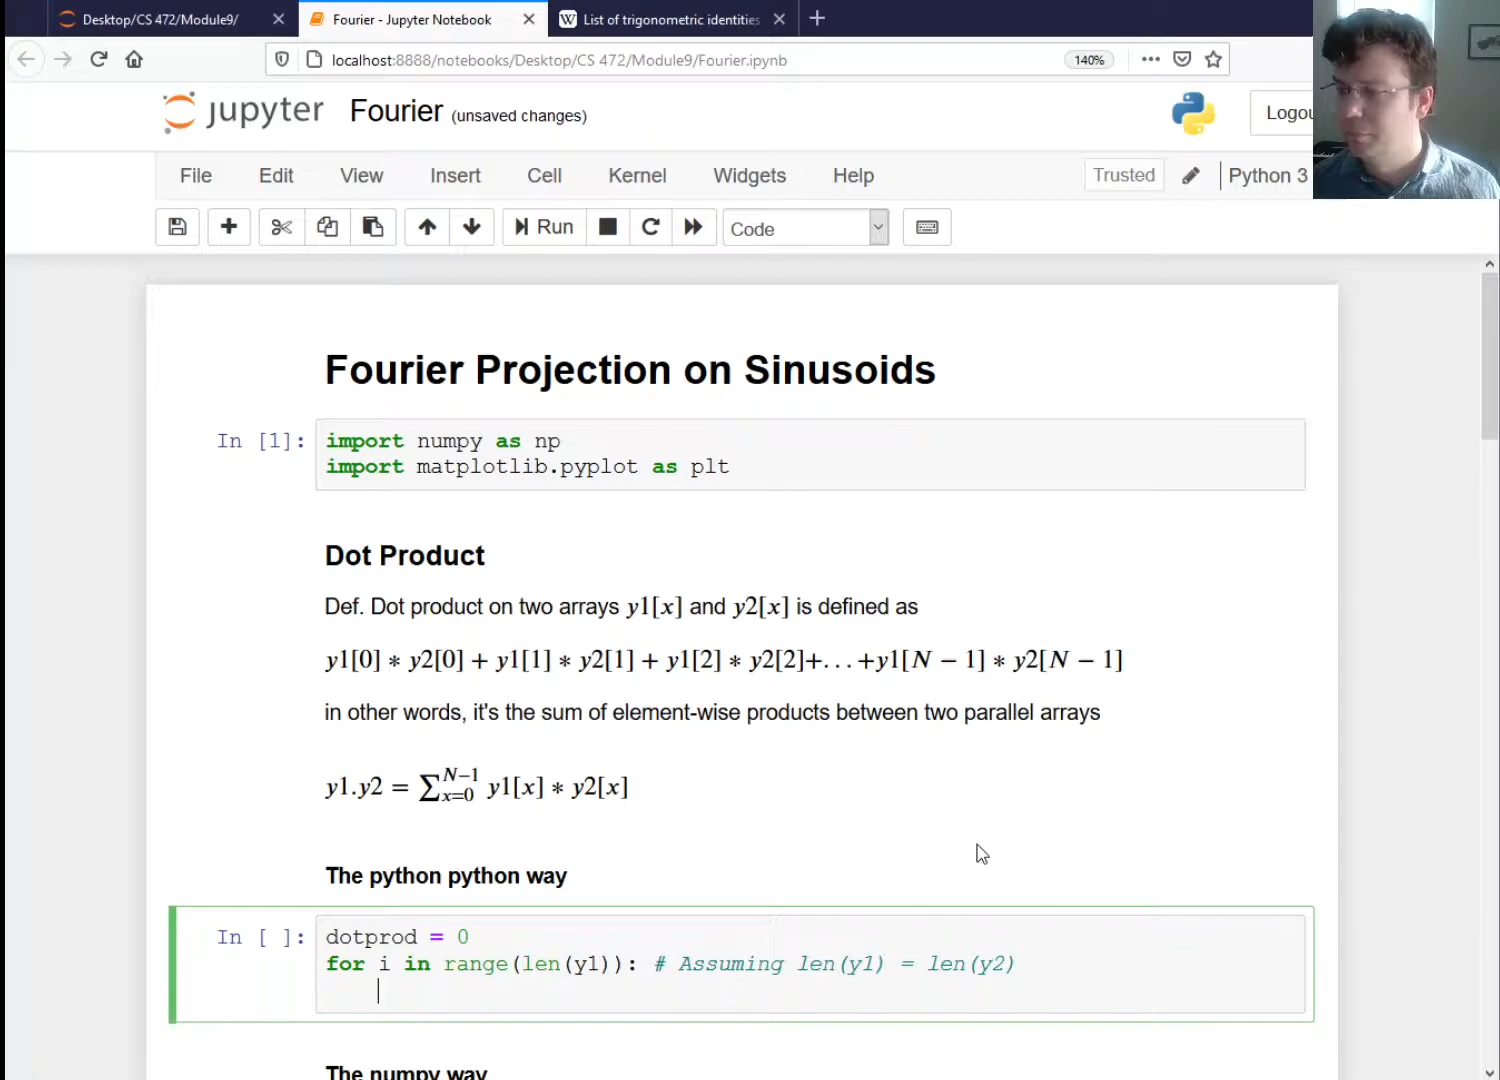 Desktop/CS 472/Module9/
Fourier - Jupyter Notebook
W List of trigonometric identities
localhost:8888/notebooks/Desktop/CS 472/Module9/Fourier.ipynb
140%
jupyter Fourier (unsaved changes)
Logou
File Edit View Insert Cell Kernel Widgets Help
Trusted
Python 3
Run
Code
Fourier Projection on Sinusoids
In [1]: import numpy as np
import matplotlib.pyplot as plt
Dot Product
Def. Dot product on two arrays y1[x] and y2[x] is defined as
y1[0] * y2[0] + y1[1] * y2[1] + y1[2] * y2[2]+. . . +y1[N − 1] * y2[N − 1]
in other words, it's the sum of element-wise products between two parallel arrays
y1.y2 = ∑_{x=0}^{N−1} y1[x] * y2[x]
The python python way
In [ ]: dotprod = 0
for i in range(len(y1)): # Assuming len(y1) = len(y2)
The numpy way